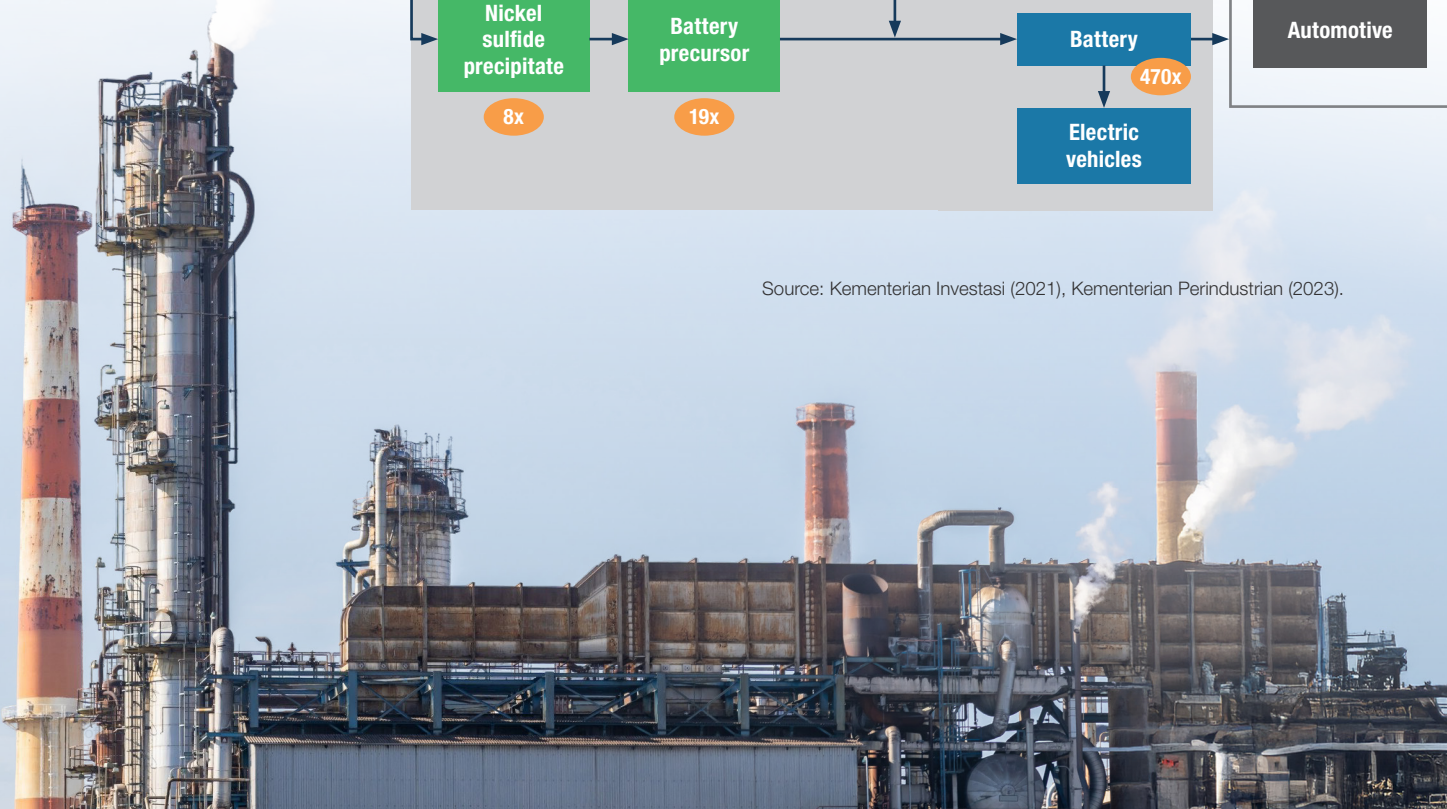 Nickel
sulfide
precipitate
Battery
precursor
Battery
Automotive
470x
8x
19x
Electric
vehicles
Source: Kementerian Investasi (2021), Kementerian Perindustrian (2023).